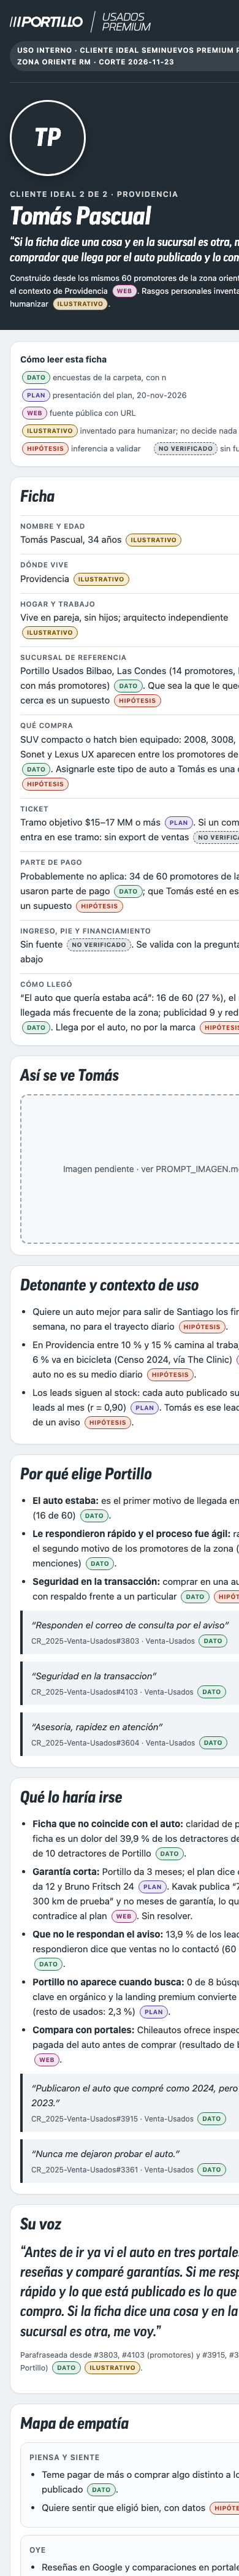 PORTILLO USADOS PREMIUM
USO INTERNO · CLIENTE IDEAL SEMINUEVOS PREMIUM
ZONA ORIENTE RM · CORTE 2026-11-23
TP
CLIENTE IDEAL 2 DE 2 · PROVIDENCIA
Tomás Pascual
"Si la ficha dice una cosa y en la sucursal es otra,
comprador que llega por el auto publicado y lo
Construido desde los mismos 60 promotores de la zona
el contexto de Providencia WEB . Rasgos personales
humanizar ILUSTRATIVO .
Cómo leer esta ficha
DATO encuestas de la carpeta, con n
PLAN presentación del plan, 20-nov-2026
WEB fuente pública con URL
ILUSTRATIVO inventado para humanizar; no decide nada
HIPÓTESIS inferencia a validar NO VERIFICADO
Ficha
NOMBRE Y EDAD
Tomás Pascual, 34 años ILUSTRATIVO
DÓNDE VIVE
Providencia ILUSTRATIVO
HOGAR Y TRABAJO
Vive en pareja, sin hijos; arquitecto independiente
ILUSTRATIVO
SUCURSAL DE REFERENCIA
Portillo Usados Bilbao, Las Condes (14 promotores,
con más promotores) DATO . Que sea la que le
cerca es un supuesto HIPÓTESIS
QUÉ COMPRA
SUV compacto o hatch bien equipado: 2008, 3008,
Sonet y Lexus UX aparecen entre los promotores de
DATO . Asignarle este tipo de auto a Tomás es una
HIPÓTESIS
TICKET
Tramo objetivo $15–17 MM o más PLAN . Si un
entra en ese tramo: sin export de ventas NO
PARTE DE PAGO
Probablemente no aplica: 34 de 60 promotores de
usaron parte de pago DATO ; que Tomás esté en
un supuesto HIPÓTESIS
INGRESO, PIE Y FINANCIAMIENTO
Sin fuente NO VERIFICADO . Se valida con la
abajo
CÓMO LLEGÓ
"El auto que quería estaba acá": 16 de 60 (27 %), el
llegada más frecuente de la zona; publicidad 9 y
DATO . Llega por el auto, no por la marca
Así se ve Tomás
Imagen pendiente · ver
Detonante y contexto de uso
• Quiere un auto mejor para salir de Santiago los
semana, no para el trayecto diario HIPÓTESIS .
• En Providencia entre 10 % y 15 % camina al
6 % va en bicicleta (Censo 2024, vía The Clinic)
auto no es su medio diario HIPÓTESIS .
• Los leads siguen al stock: cada auto publicado
leads al mes (r = 0,90) PLAN . Tomás es ese
de un aviso HIPÓTESIS .
Por qué elige Portillo
• El auto estaba: es el primer motivo de llegada
(16 de 60) DATO .
• Le respondieron rápido y el proceso fue ágil:
el segundo motivo de los promotores de la zona
menciones) DATO .
• Seguridad en la transacción: comprar en una
con respaldo frente a un particular DATO
"Responden el correo de consulta por el aviso"
CR_2025-Venta-Usados#3803 · Venta-Usados DATO
"Seguridad en la transaccion"
CR_2025-Venta-Usados#4103 · Venta-Usados DATO
"Asesoria, rapidez en atención"
CR_2025-Venta-Usados#3604 · Venta-Usados DATO
Qué lo haría irse
• Ficha que no coincide con el auto: claridad de
ficha es un dolor del 39,9 % de los detractores
de 10 detractores de Portillo DATO .
• Garantía corta: Portillo da 3 meses; el plan dice
da 12 y Bruno Fritsch 24 PLAN . Kavak publica
300 km de prueba" y no meses de garantía, lo
contradice al plan WEB . Sin resolver.
• Que no le respondan el aviso: 13,9 % de los
respondieron dice que ventas no lo contactó (60
DATO .
• Portillo no aparece cuando busca: 0 de 8
clave en orgánico y la landing premium convierte
(resto de usados: 2,3 %) PLAN .
• Compara con portales: Chileautos ofrece
pagada del auto antes de comprar (resultado de
WEB .
"Publicaron el auto que compré como 2024, pero
2023."
CR_2025-Venta-Usados#3915 · Venta-Usados DATO
"Nunca me dejaron probar el auto."
CR_2025-Venta-Usados#3361 · Venta-Usados DATO
Su voz
"Antes de ir ya vi el auto en tres
reseñas y comparé garantías. Si me
rápido y lo que está publicado es lo que
compro. Si la ficha dice una cosa y en la
sucursal es otra, me voy."
Parafraseada desde #3803, #4103 (promotores) y #3915,
Portillo) DATO ILUSTRATIVO .
Mapa de empatía
PIENSA Y SIENTE
• Teme pagar de más o comprar algo distinto a lo
publicado DATO .
• Quiere sentir que eligió bien, con datos
OYE
• Reseñas en Google y comparaciones en